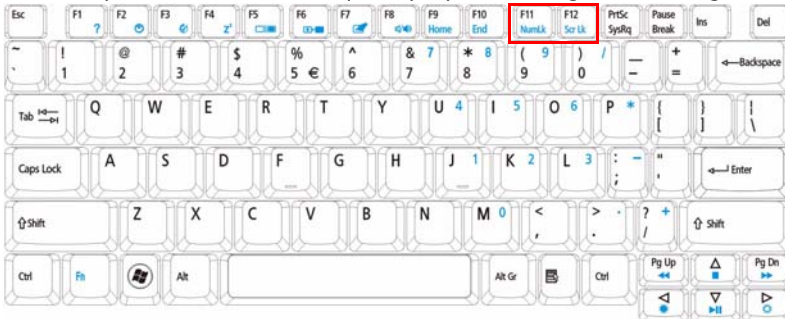 Esc F1 ? F2 F3 F4 Zz F5 F6 F7 F8 F9 Home F10 End F11 NumLk F12 Scr Lk PrtSc SysRq Pause Break Ins Del
~ ` ! 1 @ 2 # 3 $ 4 % 5 € ^ 6 & 7 7 * 8 8 ( 9 9 ) / 0 _ - + = Backspace
Tab Q W E R T Y U 4 I 5 O 6 P * { [ } ] | \
Caps Lock A S D F G H J 1 K 2 L 3 : - ; " ' Enter
Shift Z X C V B N M 0 < , > . . ? + / Shift
Ctrl Fn Alt Alt Gr Ctrl Pg Up Pg Dn